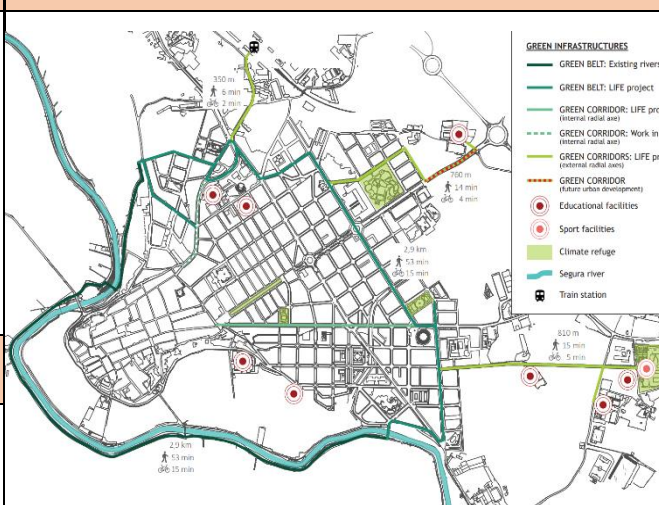 GREEN INFRASTRUCTURES
GREEN BELT: Existing rivers
GREEN BELT: LIFE project
GREEN CORRIDOR: LIFE pro
(internal radial axe)
GREEN CORRIDOR: Work in
(internal radial axe)
GREEN CORRIDORS: LIFE pr
(external radial axes)
GREEN CORRIDOR
(future urban development)
Educational facilities
Sport facilities
Climate refuge
Segura river
Train station
350 m
6 min
2 min
700 m
14 min
4 min
2,9 km
53 min
15 min
810 m
15 min
5 min
2,9 km
53 min
15 min